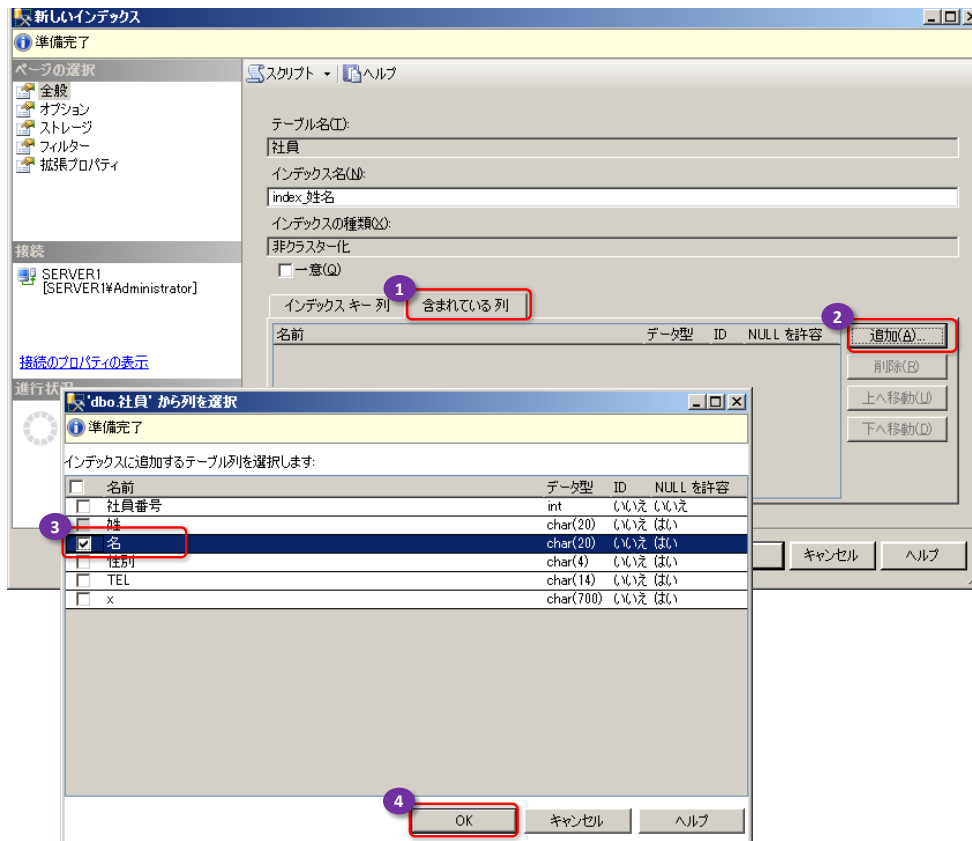 新しいインデックス
準備完了
ページの選択
全般
オプション
ストレージ
フィルター
拡張プロパティ
スクリプト
ヘルプ
テーブル名(T):
社員
インデックス名(N):
index_姓名
インデックスの種類(X):
非クラスター化
一意(Q)
接続
SERVER1
[SERVER1¥Administrator]
接続のプロパティの表示
進行状況
1
インデックス キー列
含まれている列
2
名前 データ型 ID NULL を許容
追加(A)...
削除(R)
上へ移動(U)
下へ移動(D)
キャンセル
ヘルプ
'dbo.社員' から列を選択
準備完了
インデックスに追加するテーブル列を選択します:
名前 データ型 ID NULL を許容
社員番号 int いいえ いいえ
3
姓 char(20) いいえ はい
名 char(20) いいえ はい
性別 char(4) いいえ はい
TEL char(14) いいえ はい
x char(700) いいえ はい
4
OK
キャンセル
ヘルプ